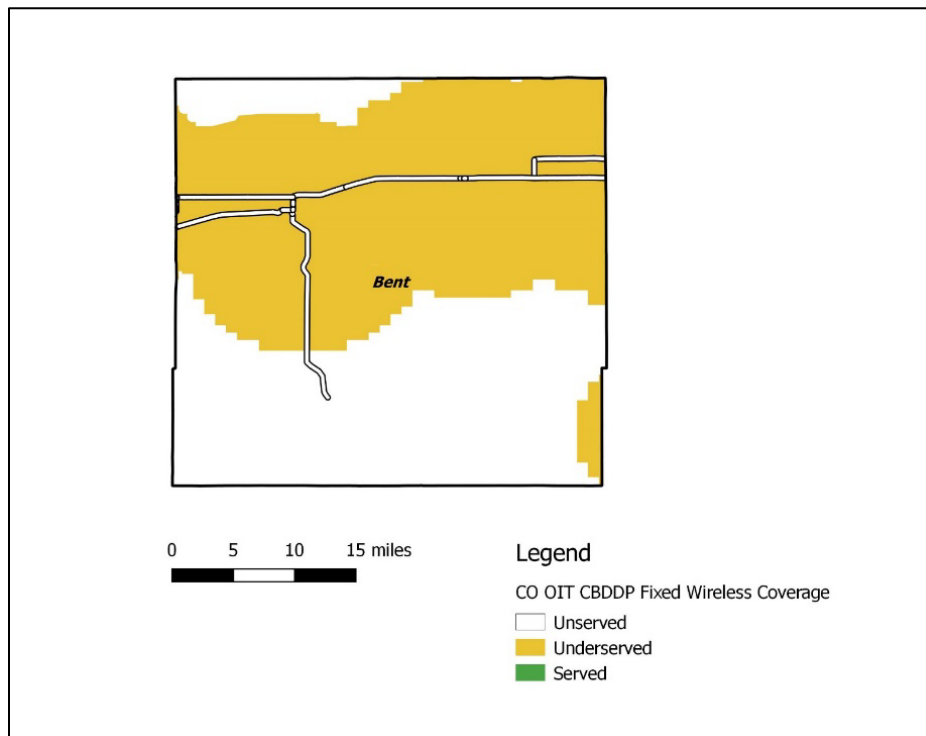 Bent
0 5 10 15 miles
Legend
CO OIT CBDDP Fixed Wireless Coverage
Unserved
Underserved
Served